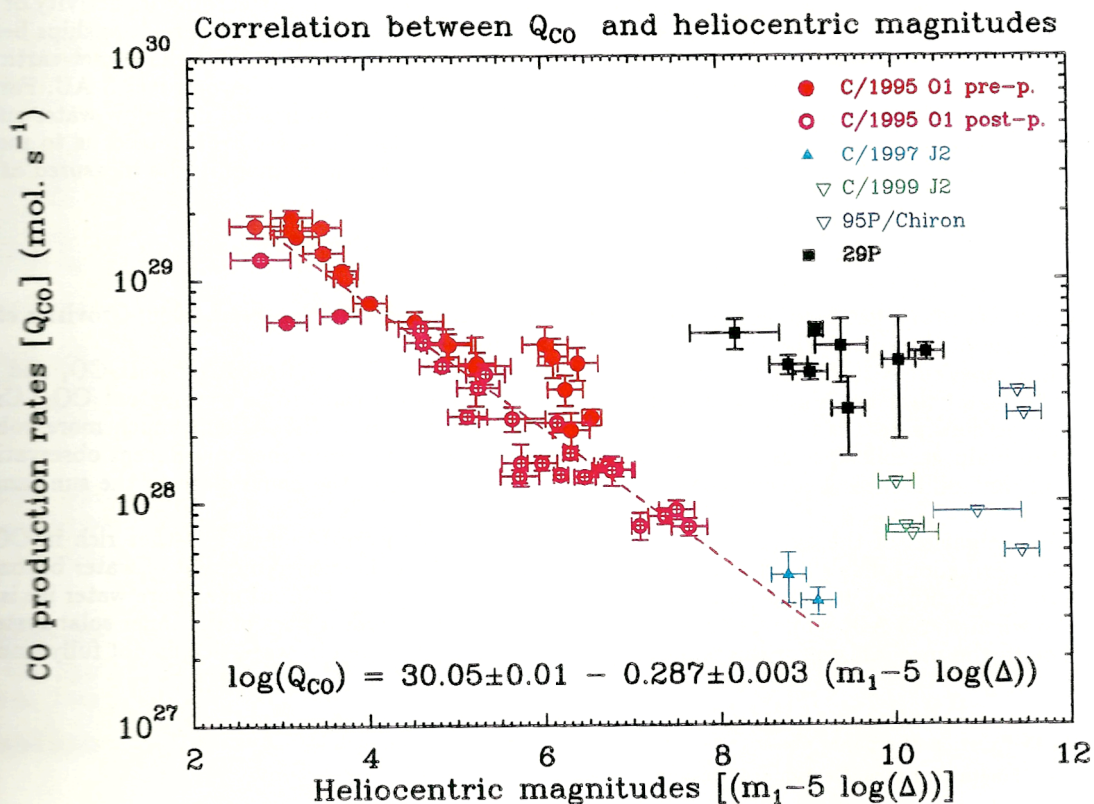 Correlation between Q_CO and heliocentric magnitudes
10^30
10^29
10^28
10^27
CO production rates [Q_CO] (mol. s^-1)
C/1995 O1 pre-p.
C/1995 O1 post-p.
C/1997 J2
C/1999 J2
95P/Chiron
29P
log(Q_CO) = 30.05±0.01 − 0.287±0.003 (m_1−5 log(Δ))
2 4 6 8 10 12
Heliocentric magnitudes [(m_1−5 log(Δ))]